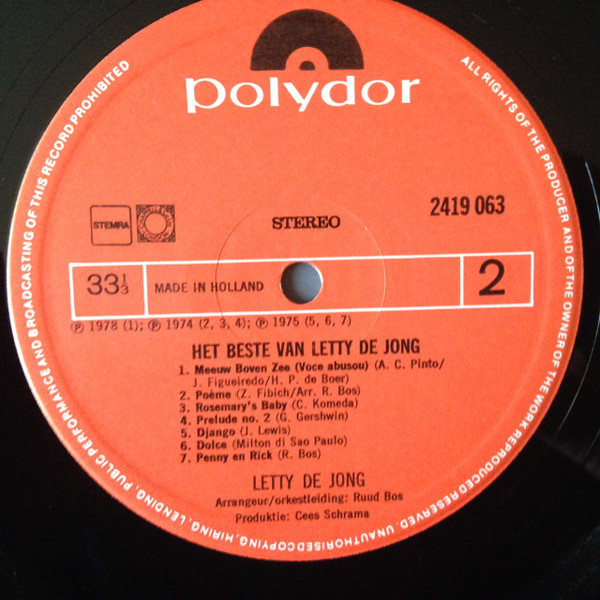 polydor
ALL RIGHTS OF THE PRODUCER AND OF THE OWNER OF THE WORK REPRODUCED RESERVED. UNAUTHORISED COPYING, HIRING, LENDING, PUBLIC PERFORMANCE AND BROADCASTING OF THIS RECORD PROHIBITED
STEMRA
STEREO
2419 063
33⅓ MADE IN HOLLAND 2
℗ 1978 (1); ℗ 1974 (2, 3, 4); ℗ 1975 (5, 6, 7)
HET BESTE VAN LETTY DE JONG
1. Meeuw Boven Zee (Voce abusou) (A. C. Pinto/
J. Figueiredo/H. P. de Boer)
2. Poème (Z. Fibich/Arr. R. Bos)
3. Rosemary's Baby (C. Komeda)
4. Prelude no. 2 (G. Gershwin)
5. Django (J. Lewis)
6. Dolce (Milton di Sao Paulo)
7. Penny en Rick (R. Bos)
LETTY DE JONG
Arrangeur/orkestleiding: Ruud Bos
Produktie: Cees Schrama